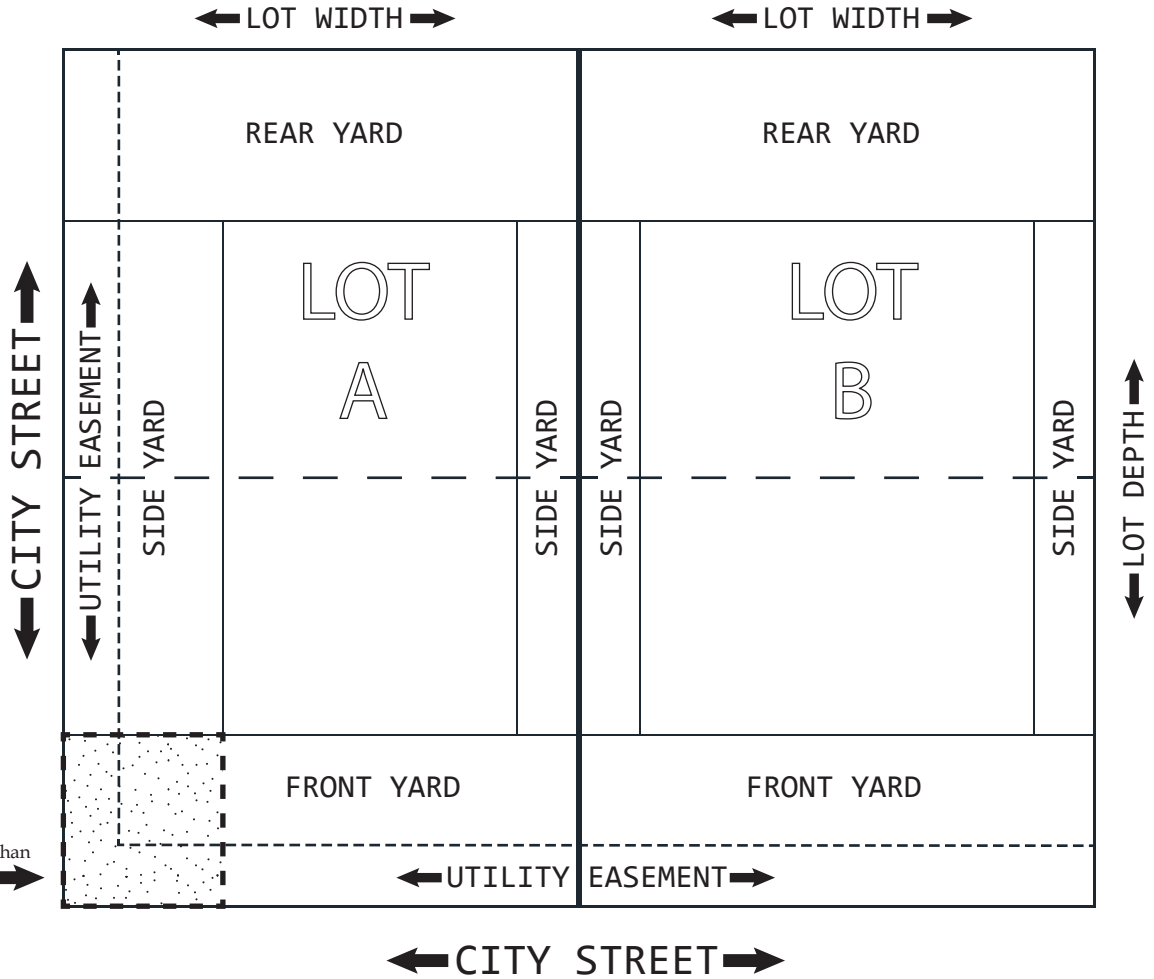 LOT WIDTH
LOT WIDTH
REAR YARD
REAR YARD
LOT
A
LOT
B
CITY STREET
UTILITY EASEMENT
SIDE YARD
SIDE YARD
SIDE YARD
SIDE YARD
LOT DEPTH
FRONT YARD
FRONT YARD
han
UTILITY EASEMENT
CITY STREET